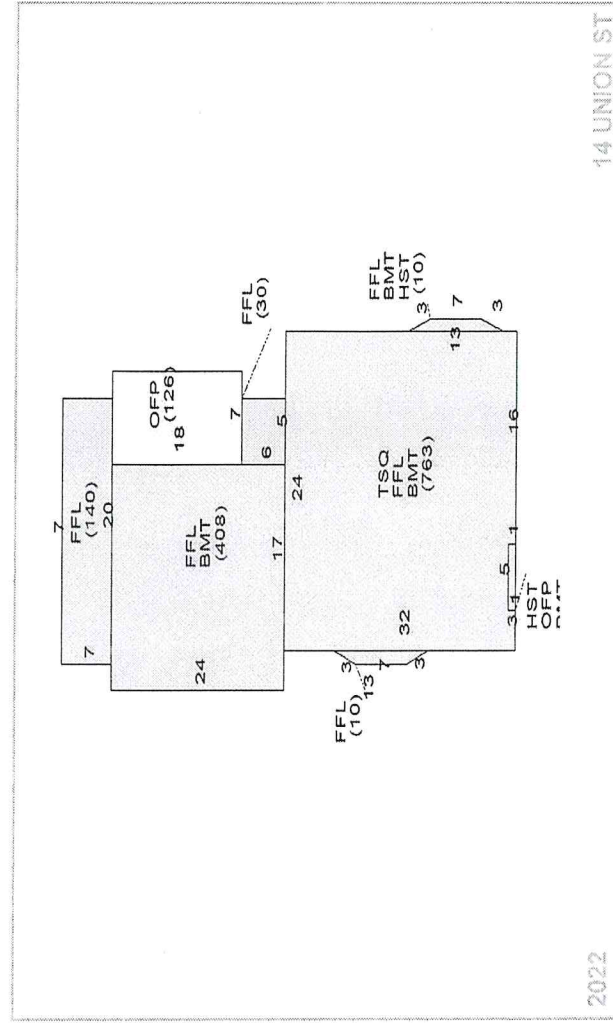 7
FFL
(140)
7
20
OFP
(126)
18
7
FFL
(30)
FFL
BMT
(408)
6
5
24
17
24
TSQ
FFL
BMT
(763)
32
FFL
BMT
HST
(10)
3
7
3
13
16
FFL
(10)
3
13
7
3
3
1
5
1
HST
OFP
2022
14 UNION ST